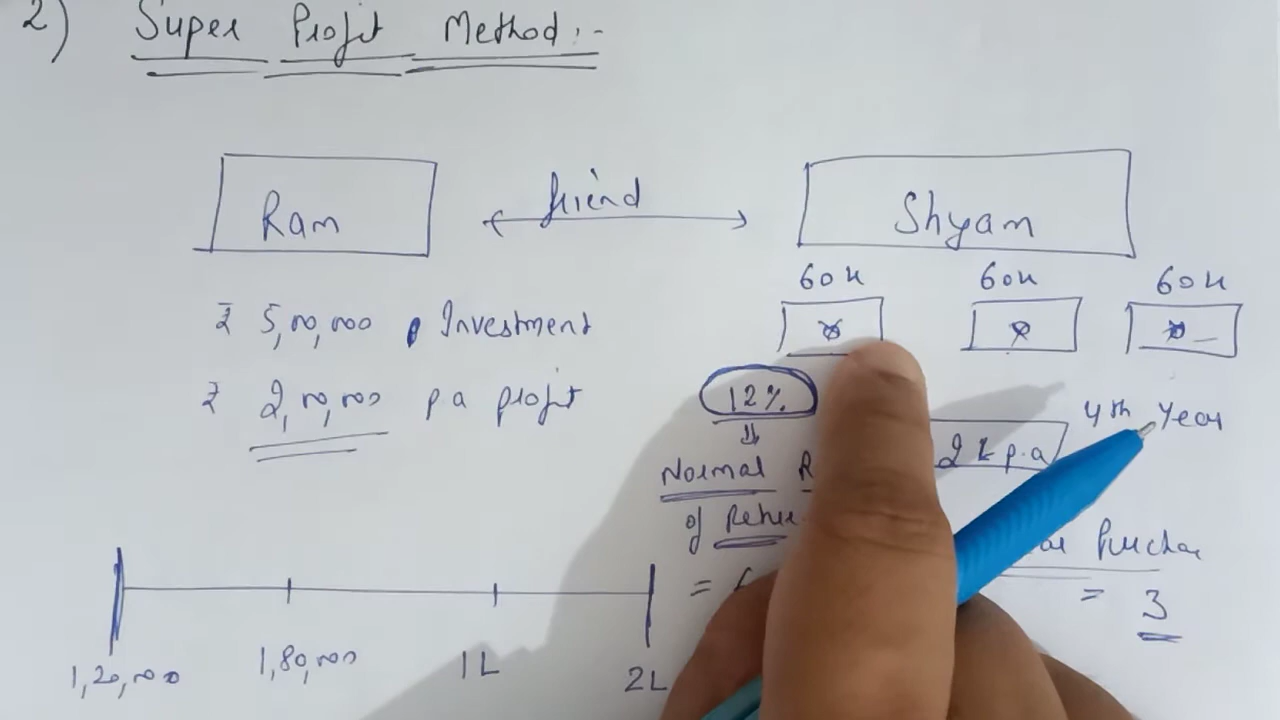 2) Super Profit Method:-
Ram
friend
Shyam
₹ 5,00,000 Investment
₹ 2,00,000 p a profit
60K 60K 60K
12%
⇓
Normal
of
2 L p.a
4th Year
= 3
1,20,000 1,80,000 1L 2L